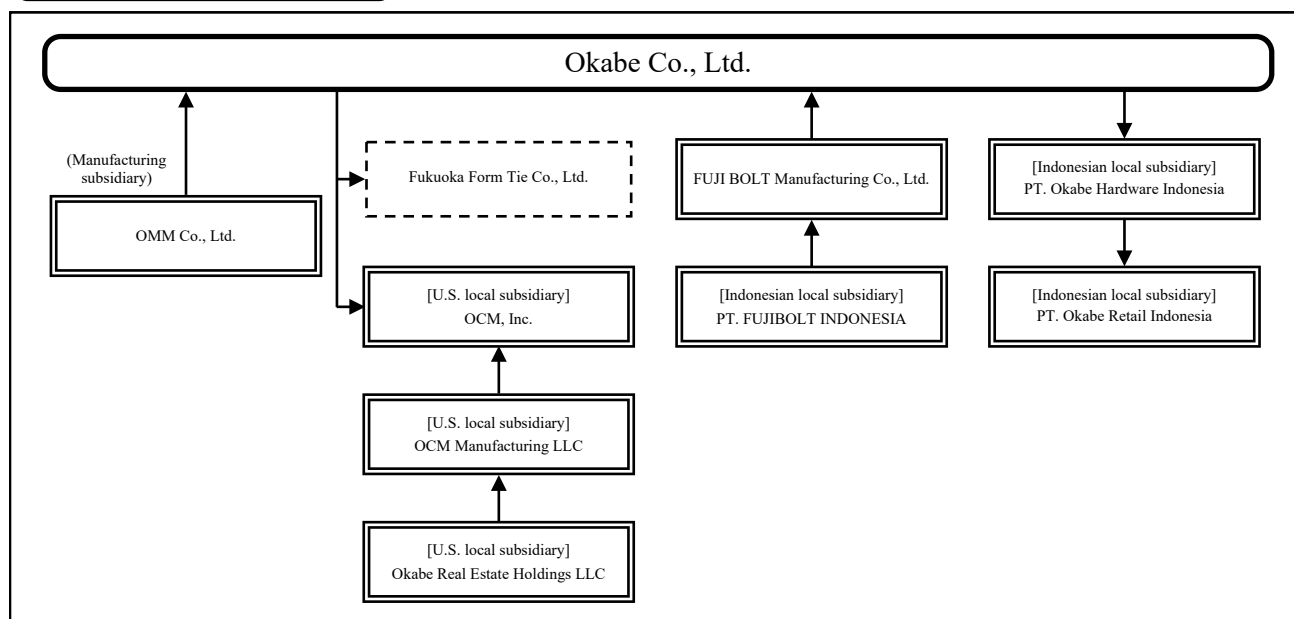 Okabe Co., Ltd.
(Manufacturing
subsidiary)
OMM Co., Ltd.
Fukuoka Form Tie Co., Ltd.
[U.S. local subsidiary]
OCM, Inc.
[U.S. local subsidiary]
OCM Manufacturing LLC
[U.S. local subsidiary]
Okabe Real Estate Holdings LLC
FUJI BOLT Manufacturing Co., Ltd.
[Indonesian local subsidiary]
PT. FUJIBOLT INDONESIA
[Indonesian local subsidiary]
PT. Okabe Hardware Indonesia
[Indonesian local subsidiary]
PT. Okabe Retail Indonesia